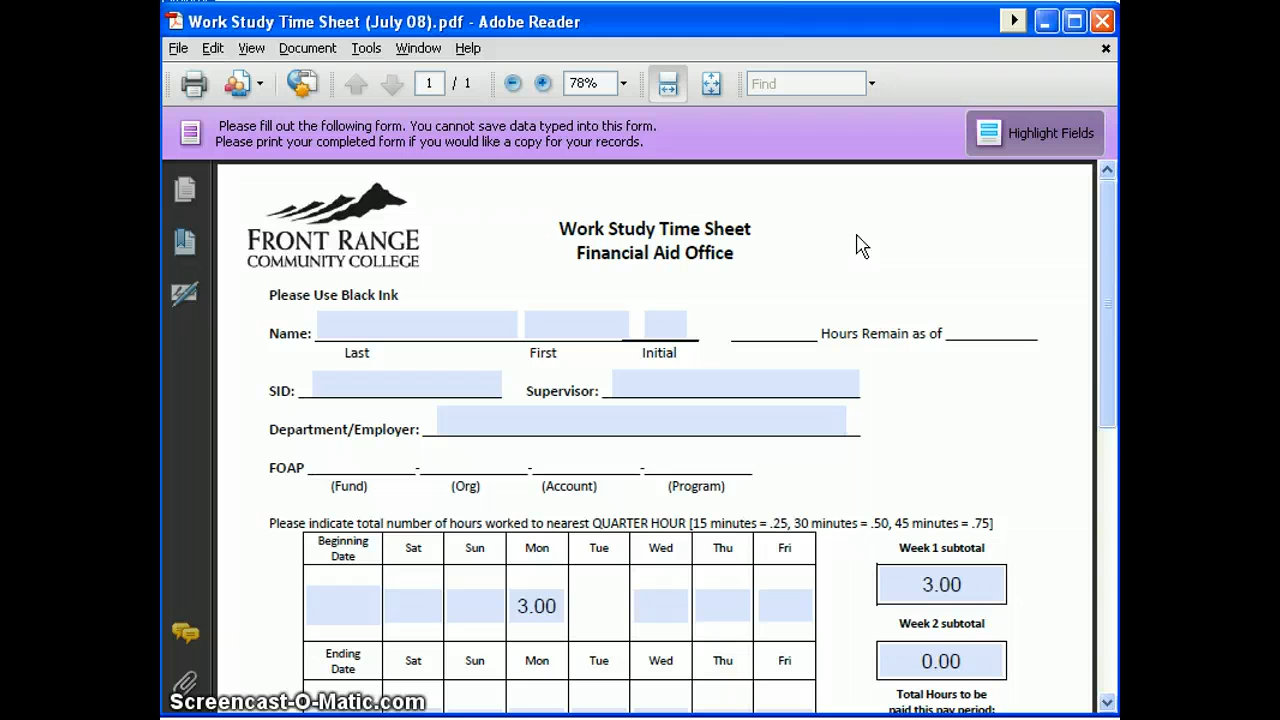 Work Study Time Sheet (July 08).pdf - Adobe Reader
File Edit View Document Tools Window Help
1 / 1 78% Find
Please fill out the following form. You cannot save data typed into this form.
Please print your completed form if you would like a copy for your records.
Highlight Fields
FRONT RANGE
COMMUNITY COLLEGE
Work Study Time Sheet
Financial Aid Office
Please Use Black Ink
Name: Hours Remain as of
Last First Initial
SID: Supervisor:
Department/Employer:
FOAP - - -
(Fund) (Org) (Account) (Program)
Please indicate total number of hours worked to nearest QUARTER HOUR [15 minutes = .25, 30 minutes = .50, 45 minutes = .75]
Beginning
Date Sat Sun Mon Tue Wed Thu Fri
Week 1 subtotal
3.00
3.00
Week 2 subtotal
Ending
Date Sat Sun Mon Tue Wed Thu Fri
0.00
Total Hours to be
paid this pay period:
Screencast-O-Matic.com